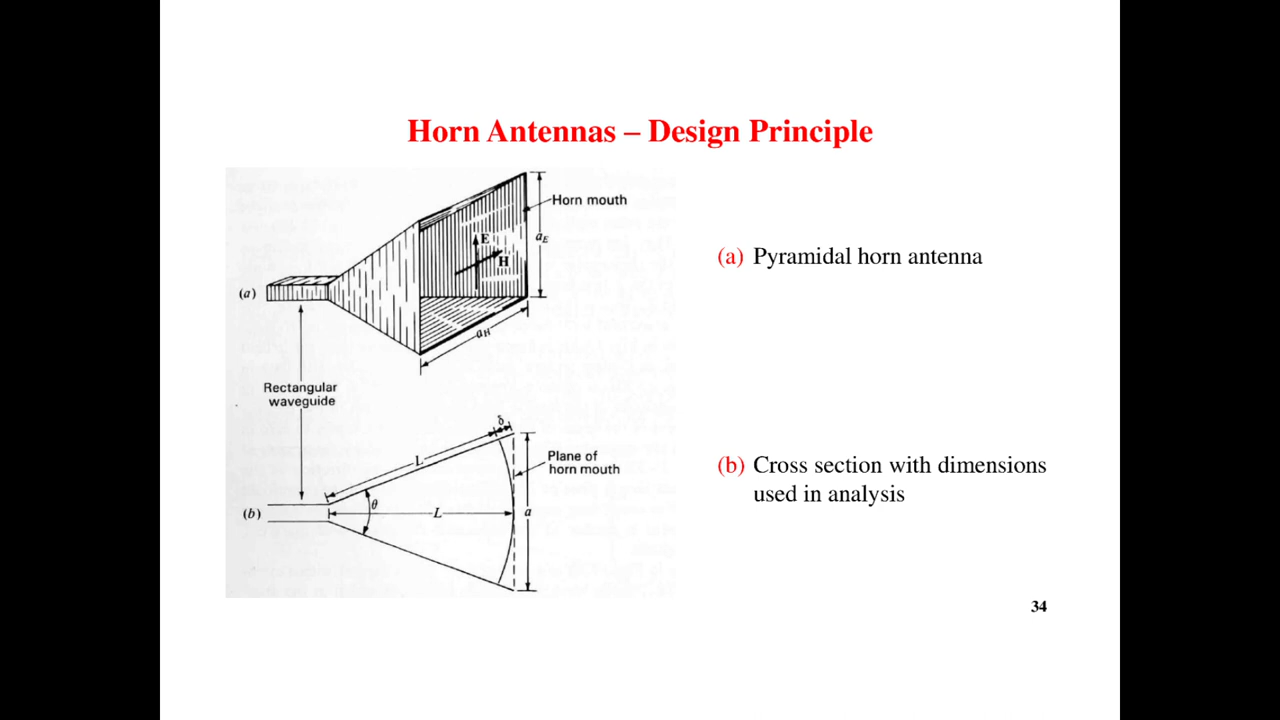 Horn Antennas – Design Principle
Horn mouth
E
H
aE
aH
(a)
Rectangular
waveguide
(a) Pyramidal horn antenna
δ
L
Plane of
horn mouth
θ
L
a
(b)
(b) Cross section with dimensions
used in analysis
34